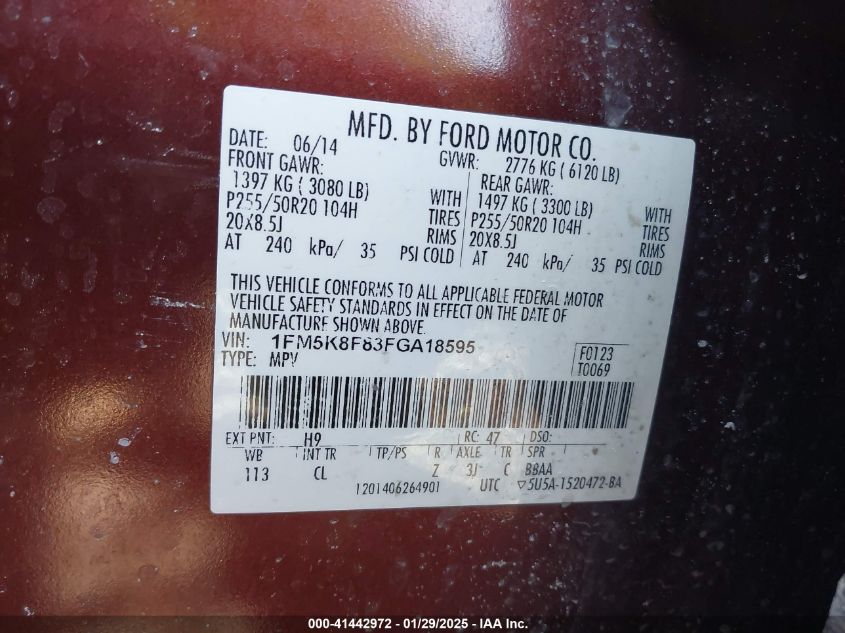 MFD. BY FORD MOTOR CO.
DATE: 06/14 GVWR: 2776 KG ( 6120 LB)
FRONT GAWR: REAR GAWR:
1397 KG ( 3080 LB) WITH 1497 KG ( 3300 LB) WITH
P255/50R20 104H TIRES P255/50R20 104H TIRES
20X8.5J RIMS 20X8.5J RIMS
AT 240 kPa/ 35 PSI COLD AT 240 kPa/ 35 PSI COLD
THIS VEHICLE CONFORMS TO ALL APPLICABLE FEDERAL MOTOR
VEHICLE SAFETY STANDARDS IN EFFECT ON THE DATE OF
MANUFACTURE SHOWN ABOVE.
VIN: 1FM5K8F83FGA18595
TYPE: MPV
F0123
T0069
EXT PNT: H9 RC: 47 DSO:
WB INT TR TP/PS R AXLE TR SPR
113 CL Z 3J C BBAA
1201406264901 UTC ▽5U5A-1520472-BA
000-41442972 01/29/2025 - IAA Inc.